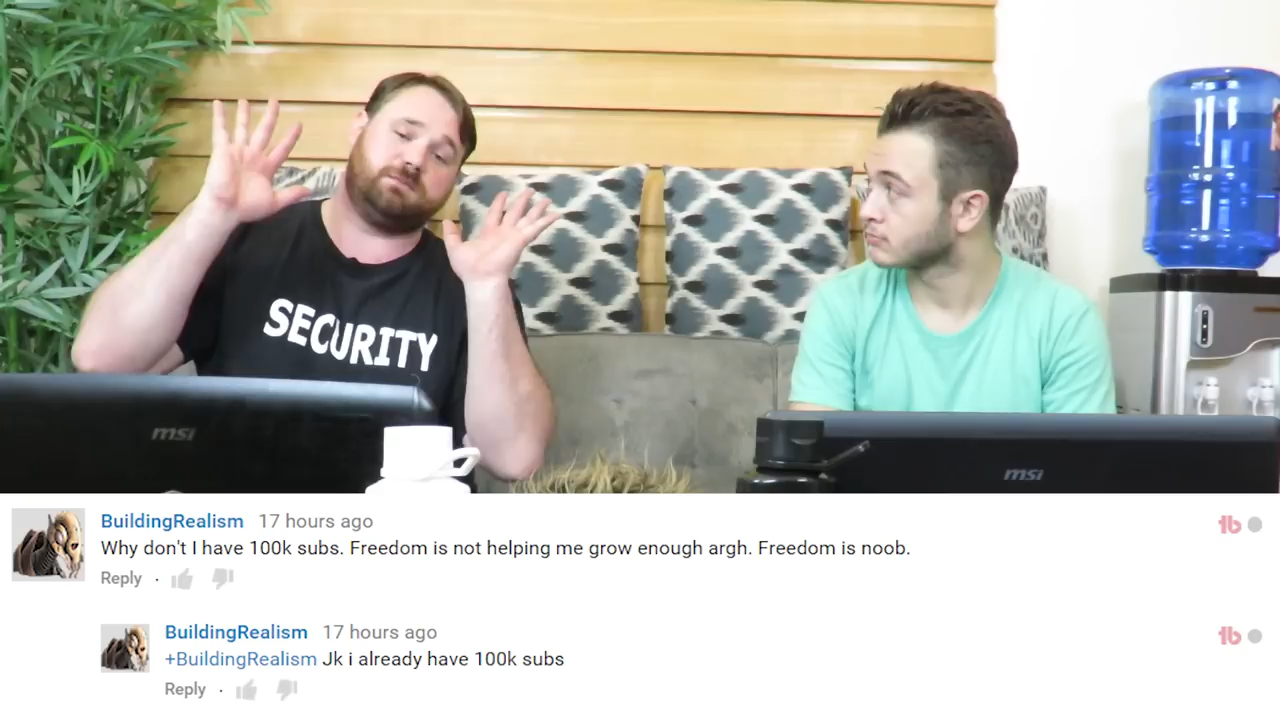 SECURITY
msi
msi
BuildingRealism 17 hours ago
Why don't I have 100k subs. Freedom is not helping me grow enough argh. Freedom is noob.
Reply ·
BuildingRealism 17 hours ago
+BuildingRealism Jk i already have 100k subs
Reply ·